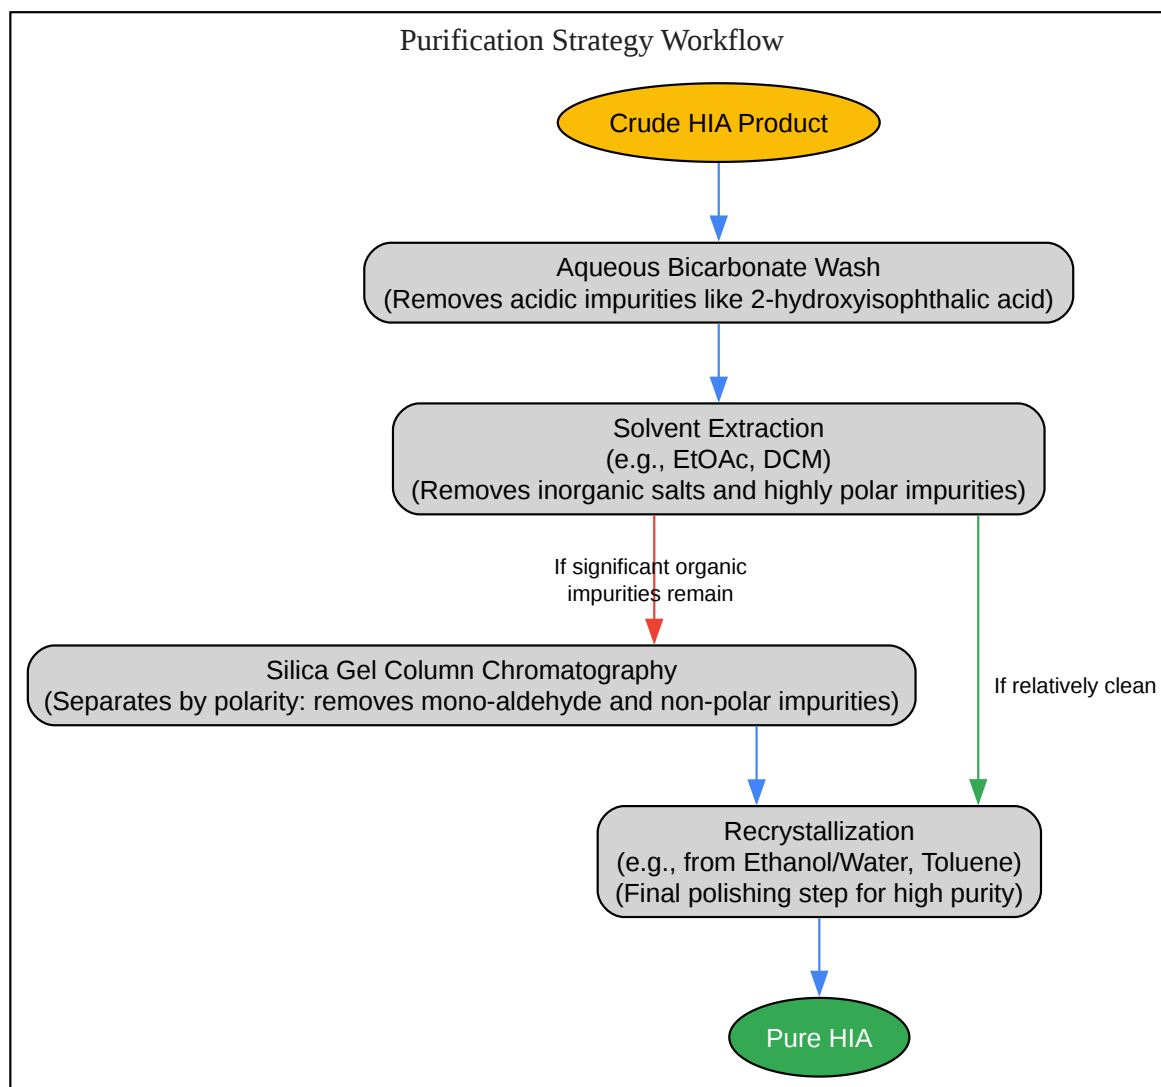 Purification Strategy Workflow
Crude HIA Product
Aqueous Bicarbonate Wash
(Removes acidic impurities like 2-hydroxyisophthalic acid)
Solvent Extraction
(e.g., EtOAc, DCM)
(Removes inorganic salts and highly polar impurities)
If significant organic
impurities remain
Silica Gel Column Chromatography
(Separates by polarity: removes mono-aldehyde and non-polar impurities)
If relatively clean
Recrystallization
(e.g., from Ethanol/Water, Toluene)
(Final polishing step for high purity)
Pure HIA